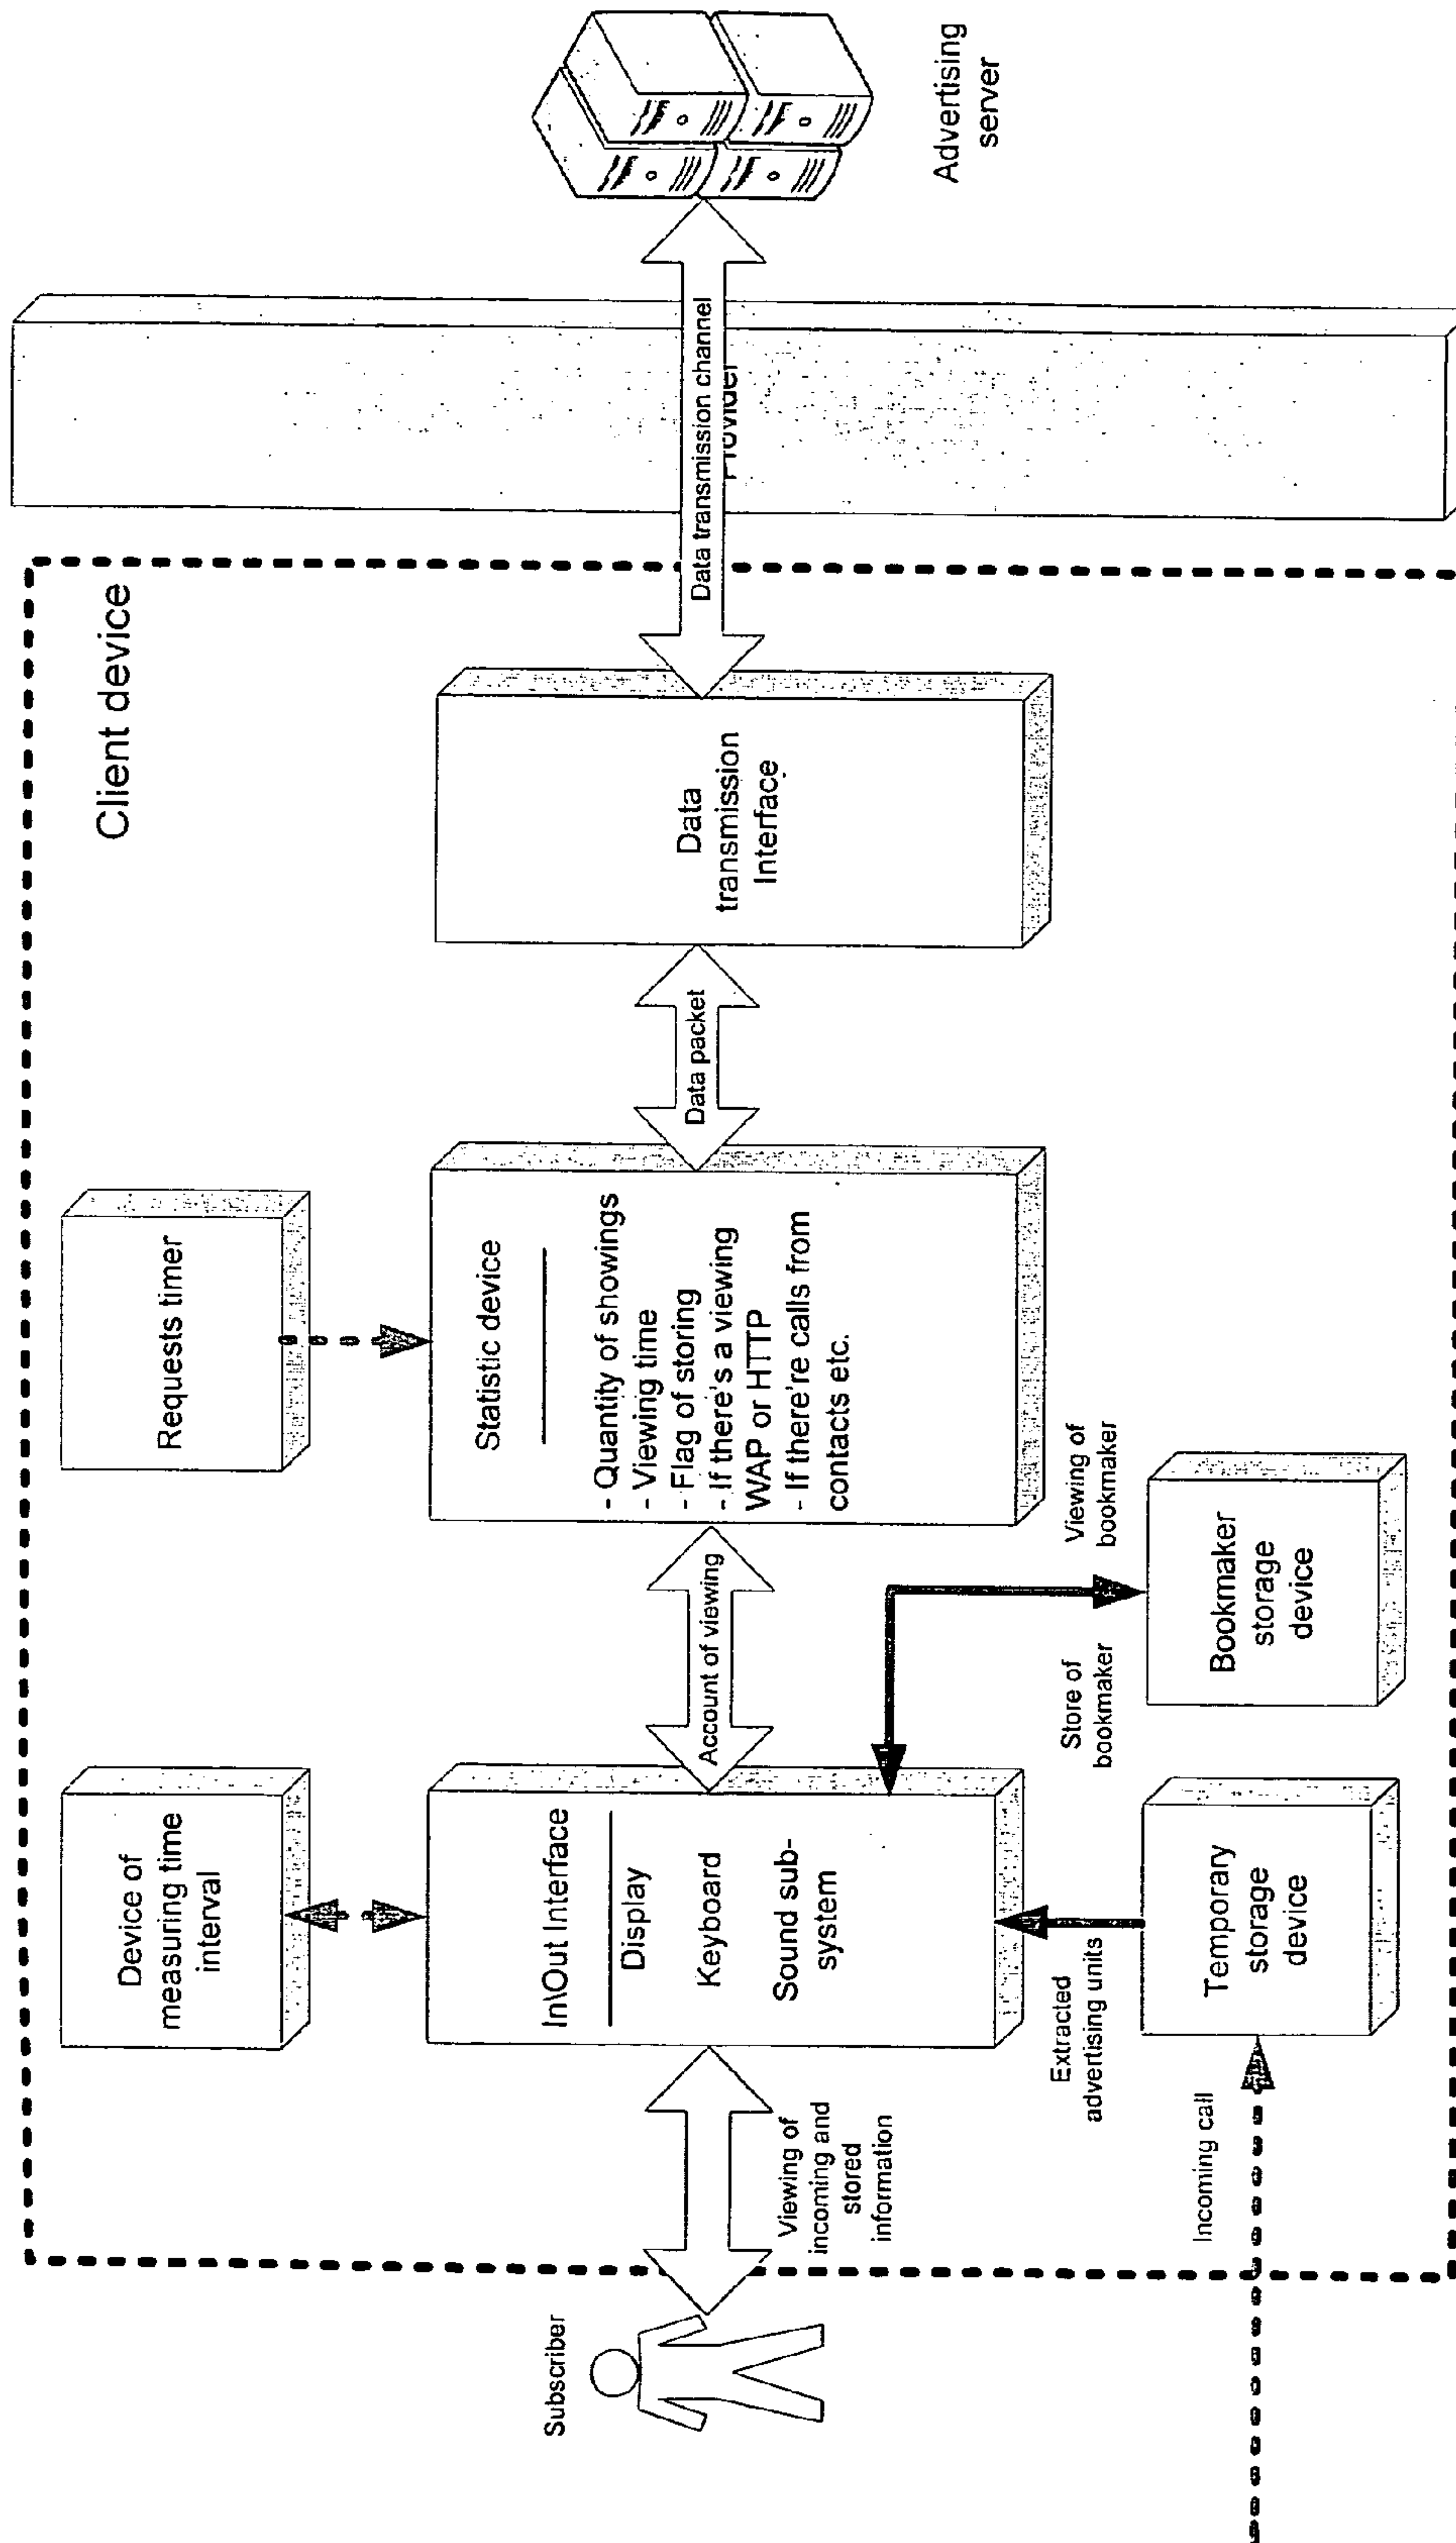 Client device
Device of
measuring time
interval
Requests timer
Subscriber
Viewing of
incoming and
stored
information
In\Out Interface
Display
Keyboard
Sound sub-
system
Account of viewing
Statistic device
- Quantity of showings
- Viewing time
- Flag of storing
- If there's a viewing
WAP or HTTP
- If there're calls from
contacts etc.
Data packet
Data
transmission
Interface
Data transmission channel
Provider
Advertising
server
Extracted
advertising units
Store of
bookmaker
Viewing of
bookmaker
Incoming call
Temporary
storage
device
Bookmaker
storage
device